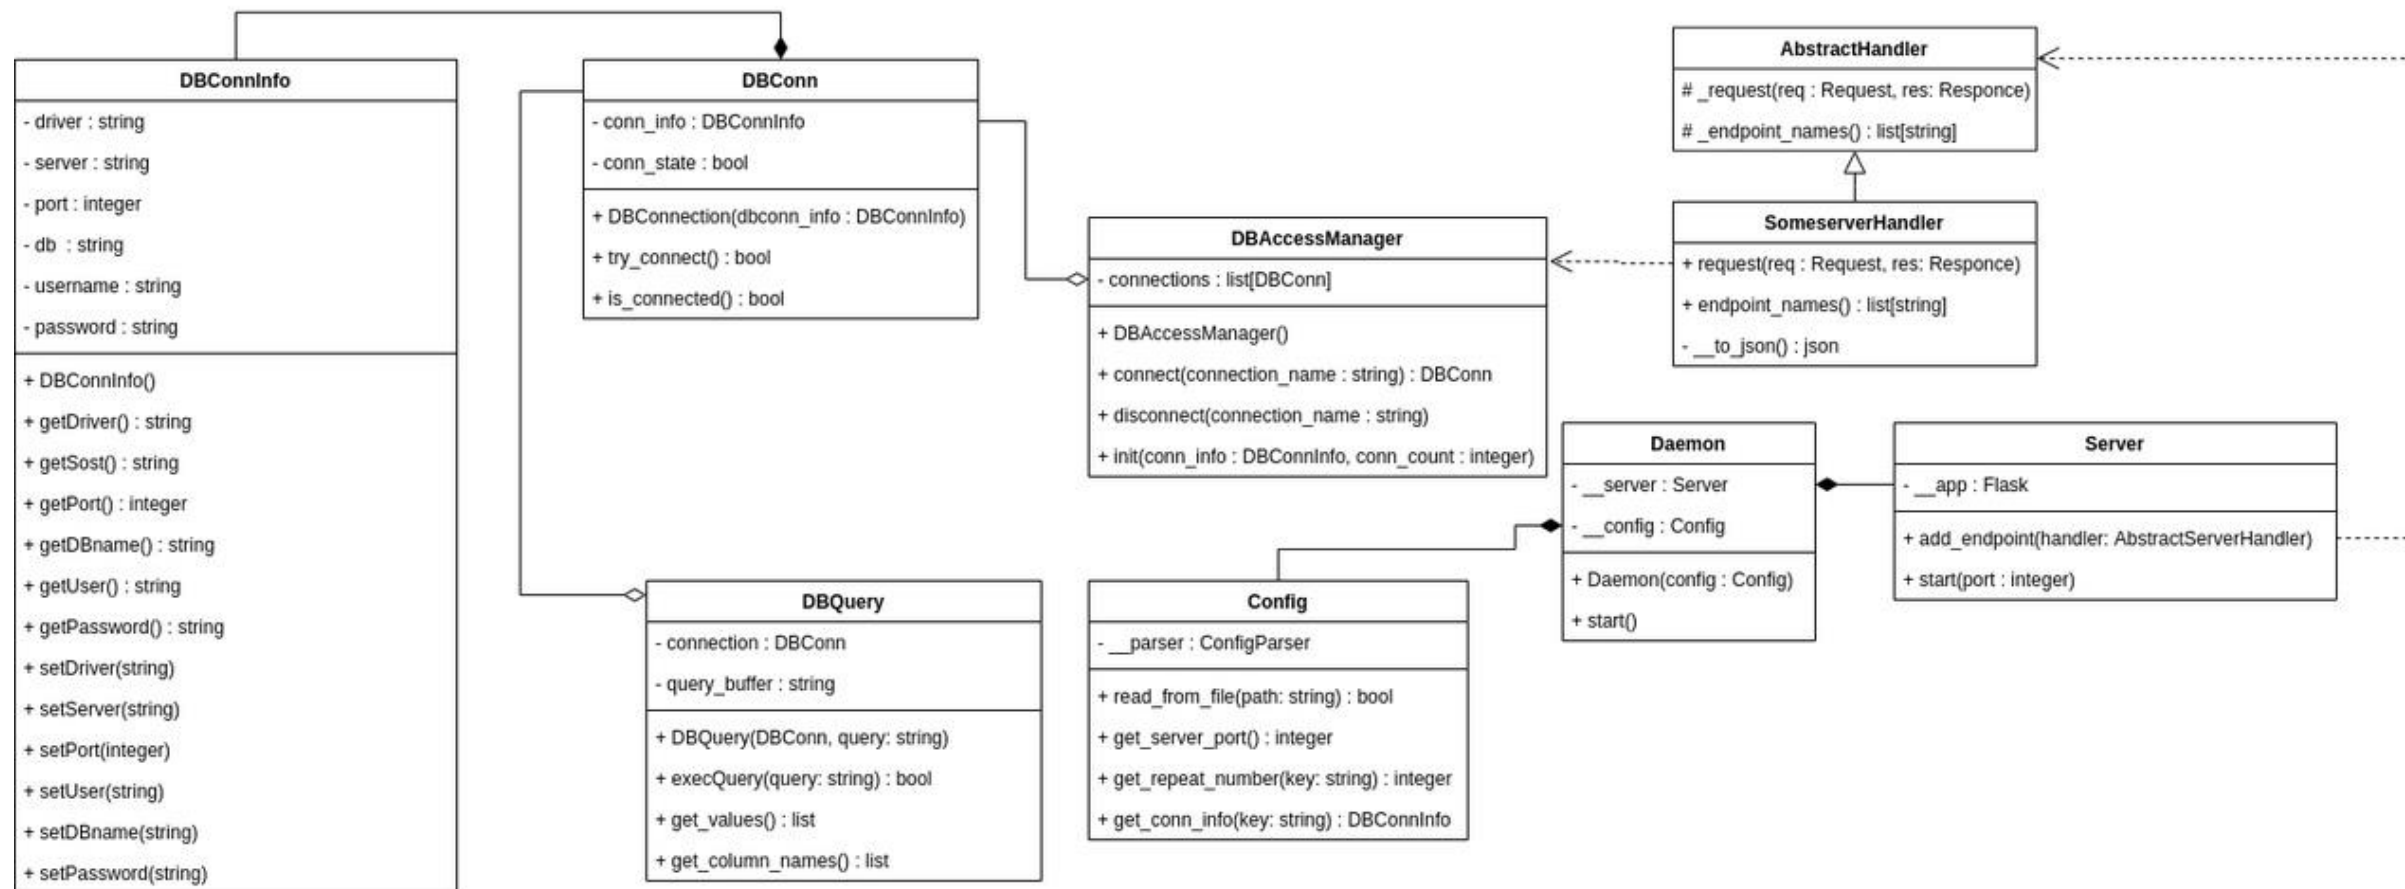 DBConnInfo
- driver : string
- server : string
- port : integer
- db : string
- username : string
- password : string
+ DBConnInfo()
+ getDriver() : string
+ getSost() : string
+ getPort() : integer
+ getDBname() : string
+ getUser() : string
+ getPassword() : string
+ setDriver(string)
+ setServer(string)
+ setPort(integer)
+ setUser(string)
+ setDBname(string)
+ setPassword(string)
DBConn
- conn_info : DBConnInfo
- conn_state : bool
+ DBConnection(dbconn_info : DBConnInfo)
+ try_connect() : bool
+ is_connected() : bool
DBQuery
- connection : DBConn
- query_buffer : string
+ DBQuery(DBConn, query: string)
+ execQuery(query: string) : bool
+ get_values() : list
+ get_column_names() : list
DBAccessManager
- connections : list[DBConn]
+ DBAccessManager()
+ connect(connection_name : string) : DBConn
+ disconnect(connection_name : string)
+ init(conn_info : DBConnInfo, conn_count : integer)
Config
- __parser : ConfigParser
+ read_from_file(path: string) : bool
+ get_server_port() : integer
+ get_repeat_number(key: string) : integer
+ get_conn_info(key: string) : DBConnInfo
AbstractHandler
# _request(req : Request, res: Responce)
# _endpoint_names() : list[string]
SomeserverHandler
+ request(req : Request, res: Responce)
+ endpoint_names() : list[string]
- __to_json() : json
Daemon
- __server : Server
- __config : Config
+ Daemon(config : Config)
+ start()
Server
- __app : Flask
+ add_endpoint(handler: AbstractServerHandler)
+ start(port : integer)